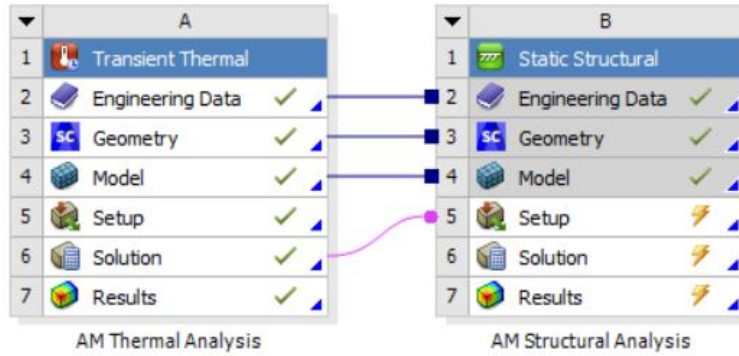 A
1 Transient Thermal
2 Engineering Data
3 SC Geometry
4 Model
5 Setup
6 Solution
7 Results
AM Thermal Analysis
B
1 Static Structural
2 Engineering Data
3 SC Geometry
4 Model
5 Setup
6 Solution
7 Results
AM Structural Analysis